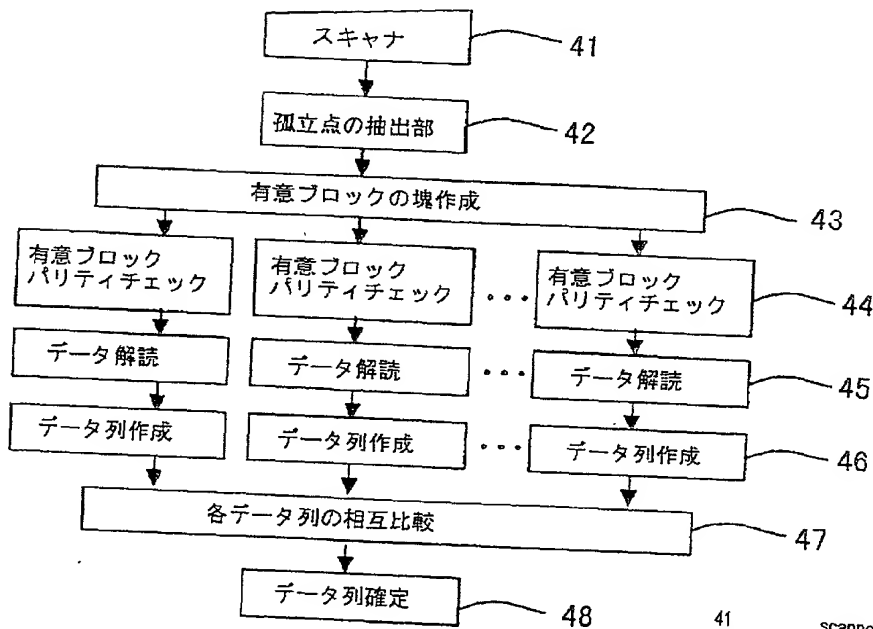 スキャナ
41
孤立点の抽出部
42
有意ブロックの塊作成
43
有意ブロック
パリティチェック
有意ブロック
パリティチェック
・・・
有意ブロック
パリティチェック
44
データ解読
データ解読
・・・
データ解読
45
データ列作成
データ列作成
・・・
データ列作成
46
各データ列の相互比較
47
データ列確定
48
41